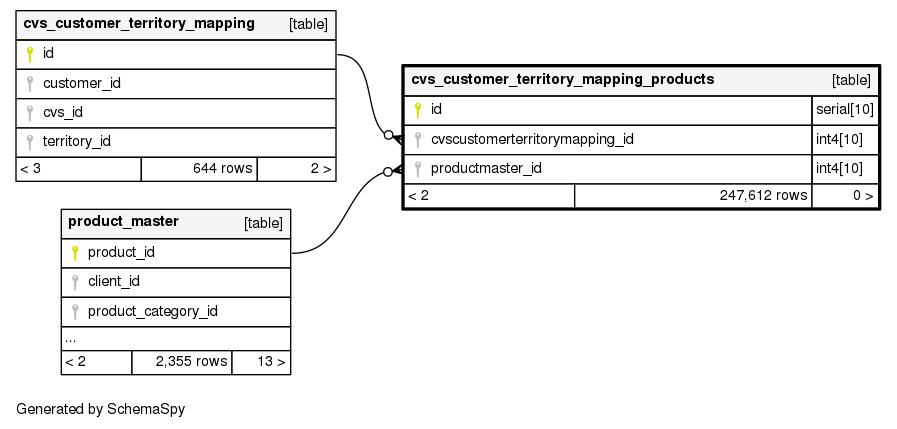 cvs_customer_territory_mapping [table]
id
customer_id
cvs_id
territory_id
< 3 644 rows 2 >
cvs_customer_territory_mapping_products [table]
id serial[10]
cvscustomerterritorymapping_id int4[10]
productmaster_id int4[10]
< 2 247,612 rows 0 >
product_master [table]
product_id
client_id
product_category_id
...
< 2 2,355 rows 13 >
Generated by SchemaSpy